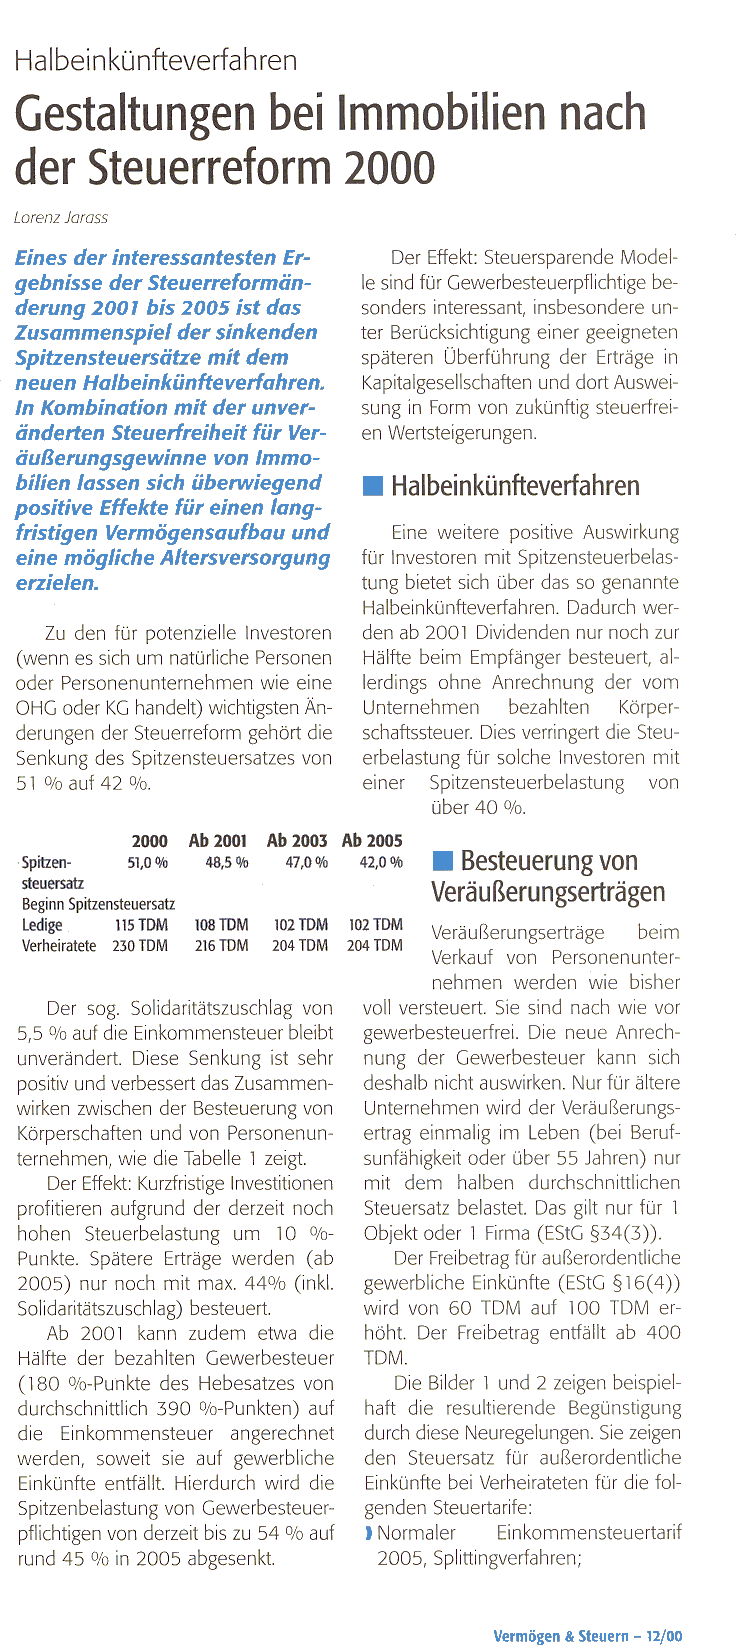 Halbeinkünfteverfahren
Gestaltungen bei Immobilien nach
der Steuerreform 2000
Lorenz Jarass
Eines der interessantesten Er-
gebnisse der Steuerreformän-
derung 2001 bis 2005 ist das
Zusammenspiel der sinkenden
Spitzensteuersätze mit dem
neuen Halbeinkünfteverfahren.
In Kombination mit der unver-
änderten Steuerfreiheit für Ver-
äußerungsgewinne von Immo-
bilien lassen sich überwiegend
positive Effekte für einen lang-
fristigen Vermögensaufbau und
eine mögliche Altersversorgung
erzielen.
Zu den für potenzielle Investoren
(wenn es sich um natürliche Personen
oder Personenunternehmen wie eine
OHG oder KG handelt) wichtigsten Än-
derungen der Steuerreform gehört die
Senkung des Spitzensteuersatzes von
51 % auf 42 %.
2000 Ab 2001 Ab 2003 Ab 2005
Spitzen- 51,0 % 48,5 % 47,0 % 42,0 %
steuersatz
Beginn Spitzensteuersatz
Ledige 115 TDM 108 TDM 102 TDM 102 TDM
Verheiratete 230 TDM 216 TDM 204 TDM 204 TDM
Der sog. Solidaritätszuschlag von
5,5 % auf die Einkommensteuer bleibt
unverändert. Diese Senkung ist sehr
positiv und verbessert das Zusammen-
wirken zwischen der Besteuerung von
Körperschaften und von Personenun-
ternehmen, wie die Tabelle 1 zeigt.
Der Effekt: Kurzfristige Investitionen
profitieren aufgrund der derzeit noch
hohen Steuerbelastung um 10 %-
Punkte. Spätere Erträge werden (ab
2005) nur noch mit max. 44% (inkl.
Solidaritätszuschlag) besteuert.
Ab 2001 kann zudem etwa die
Hälfte der bezahlten Gewerbesteuer
(180 %-Punkte des Hebesatzes von
durchschnittlich 390 %-Punkten) auf
die Einkommensteuer angerechnet
werden, soweit sie auf gewerbliche
Einkünfte entfällt. Hierdurch wird die
Spitzenbelastung von Gewerbesteuer-
pflichtigen von derzeit bis zu 54 % auf
rund 45 % in 2005 abgesenkt.
Der Effekt: Steuersparende Model-
le sind für Gewerbesteuerpflichtige be-
sonders interessant, insbesondere un-
ter Berücksichtigung einer geeigneten
späteren Überführung der Erträge in
Kapitalgesellschaften und dort Auswei-
sung in Form von zukünftig steuerfrei-
en Wertsteigerungen.
■ Halbeinkünfteverfahren
Eine weitere positive Auswirkung
für Investoren mit Spitzensteuerbelas-
tung bietet sich über das so genannte
Halbeinkünfteverfahren. Dadurch wer-
den ab 2001 Dividenden nur noch zur
Hälfte beim Empfänger besteuert, al-
lerdings ohne Anrechnung der vom
Unternehmen bezahlten Körper-
schaftssteuer. Dies verringert die Steu-
erbelastung für solche Investoren mit
einer Spitzensteuerbelastung von
über 40 %.
■ Besteuerung von
Veräußerungserträgen
Veräußerungserträge beim
Verkauf von Personenunter-
nehmen werden wie bisher
voll versteuert. Sie sind nach wie vor
gewerbesteuerfrei. Die neue Anrech-
nung der Gewerbesteuer kann sich
deshalb nicht auswirken. Nur für ältere
Unternehmen wird der Veräußerungs-
ertrag einmalig im Leben (bei Beruf-
sunfähigkeit oder über 55 Jahren) nur
mit dem halben durchschnittlichen
Steuersatz belastet. Das gilt nur für 1
Objekt oder 1 Firma (EStG §34(3)).
Der Freibetrag für außerordentliche
gewerbliche Einkünfte (EStG §16(4))
wird von 60 TDM auf 100 TDM er-
höht. Der Freibetrag entfällt ab 400
TDM.
Die Bilder 1 und 2 zeigen beispiel-
haft die resultierende Begünstigung
durch diese Neuregelungen. Sie zeigen
den Steuersatz für außerordentliche
Einkünfte bei Verheirateten für die fol-
genden Steuertarife:
❫ Normaler Einkommensteuertarif
2005, Splittingverfahren;
Vermögen & Steuern – 12/00